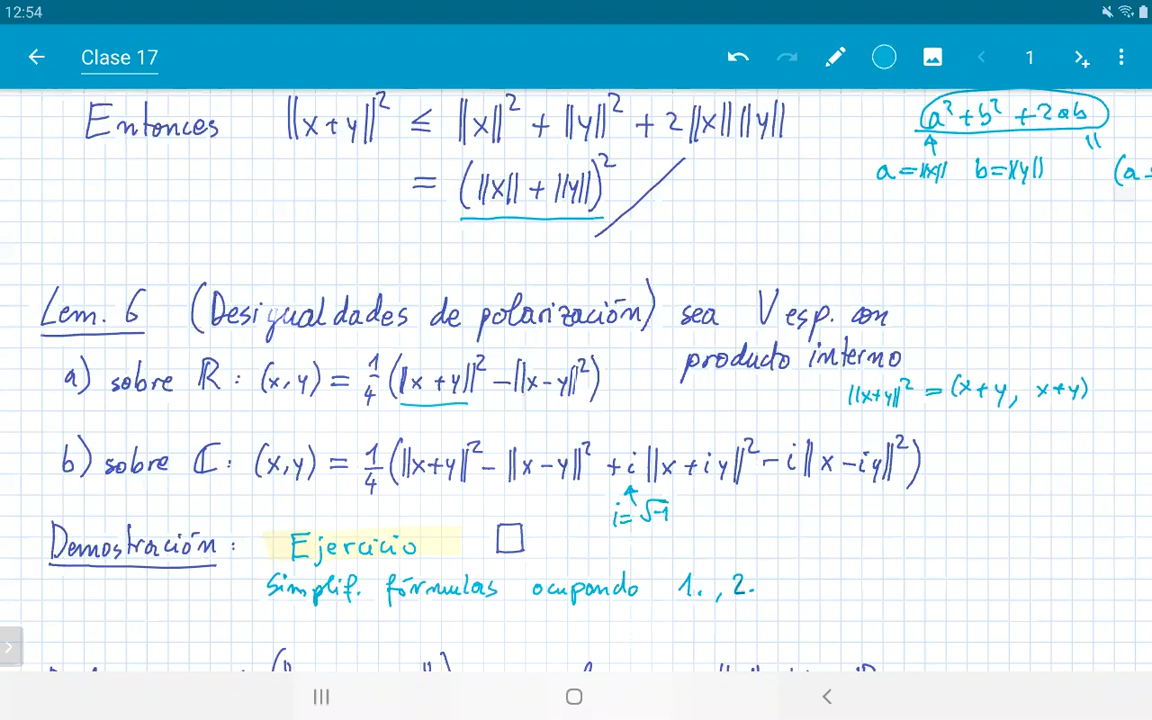 12:54
Clase 17
1
Entonces ‖x+y‖² ≤ ‖x‖² + ‖y‖² + 2‖x‖‖y‖
a² + b² + 2ab
= (‖x‖ + ‖y‖)²
a = ‖x‖ b = ‖y‖ (a
Lem. 6 (Desigualdades de polarización) sea V esp. con
producto interno
a) sobre ℝ: (x,y) = 1/4 (‖x+y‖² − ‖x−y‖²)
‖x+y‖² = (x+y, x+y)
b) sobre ℂ: (x,y) = 1/4 (‖x+y‖² − ‖x−y‖² + i‖x+iy‖² − i‖x−iy‖²)
i = √-1
Demostración: Ejercicio □
simplif. fórmulas ocupando 1., 2.